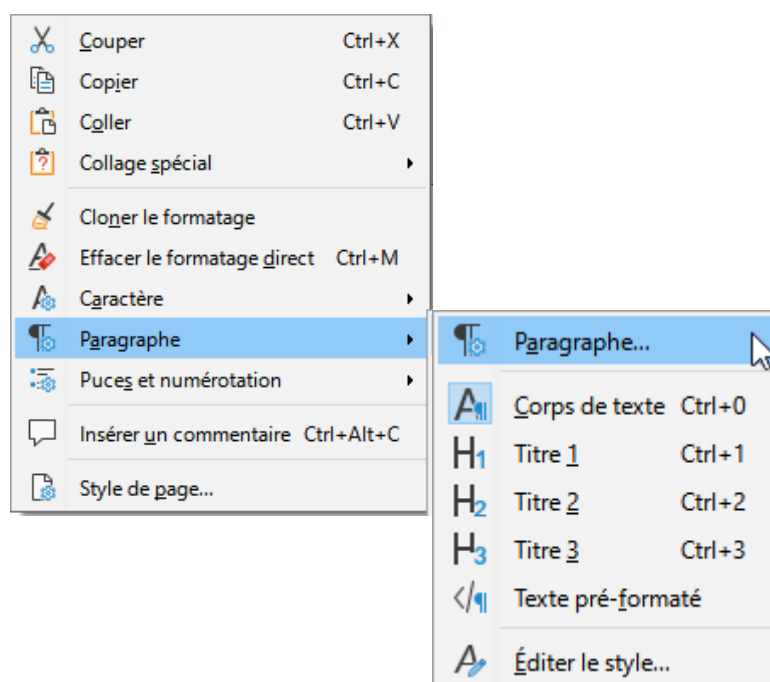 Couper Ctrl+X
Copier Ctrl+C
Coller Ctrl+V
Collage spécial
Cloner le formatage
Effacer le formatage direct Ctrl+M
Caractère
Paragraphe
Puces et numérotation
Insérer un commentaire Ctrl+Alt+C
Style de page...
Paragraphe...
Corps de texte Ctrl+0
Titre 1 Ctrl+1
Titre 2 Ctrl+2
Titre 3 Ctrl+3
Texte pré-formaté
Éditer le style...